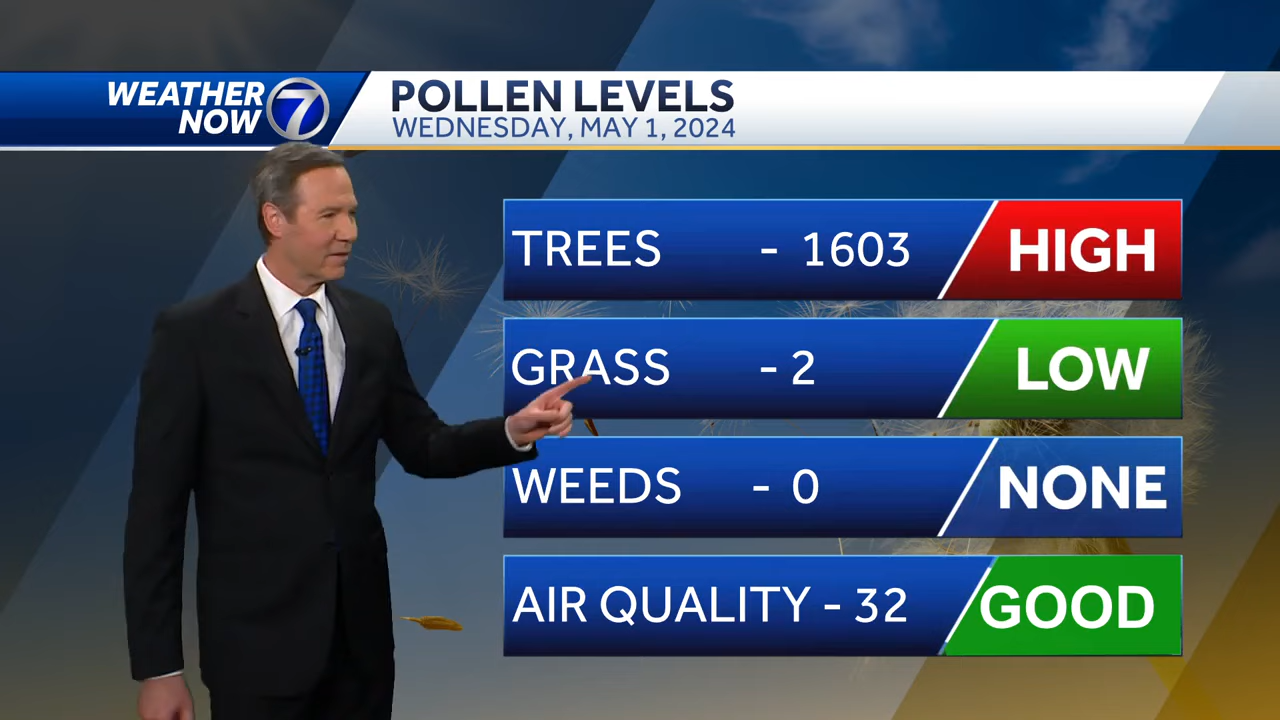 WEATHER
NOW 7
POLLEN LEVELS
WEDNESDAY, MAY 1, 2024
TREES - 1603 HIGH
GRASS - 2 LOW
WEEDS - 0 NONE
AIR QUALITY - 32 GOOD